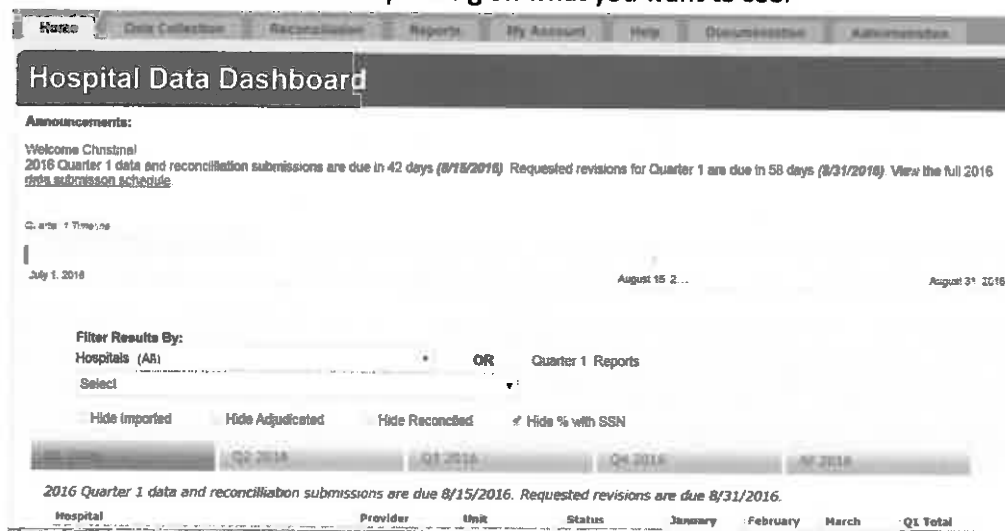 Home Data Collection Reconciliation Reports My Account Help Documentation Administration
Hospital Data Dashboard
Announcements:
Welcome Christina!
2016 Quarter 1 data and reconcilliation submissions are due in 42 days (8/15/2016) Requested revisions for Quarter 1 are due in 58 days (8/31/2016). View the full 2016
data submisson schedule
Quarter 1 Timeline
July 1, 2016 August 15, 2... August 31, 2016
Filter Results By:
Hospitals (All) OR Quarter 1 Reports
Select
Hide Imported Hide Adjudicated Hide Reconciled Hide % with SSN
Q2 2016 Q3 2016 Q4 2016 2016
2016 Quarter 1 data and reconcilliation submissions are due 8/15/2016. Requested revisions are due 8/31/2016.
Hospital Provider Unit Status January February March Q1 Total